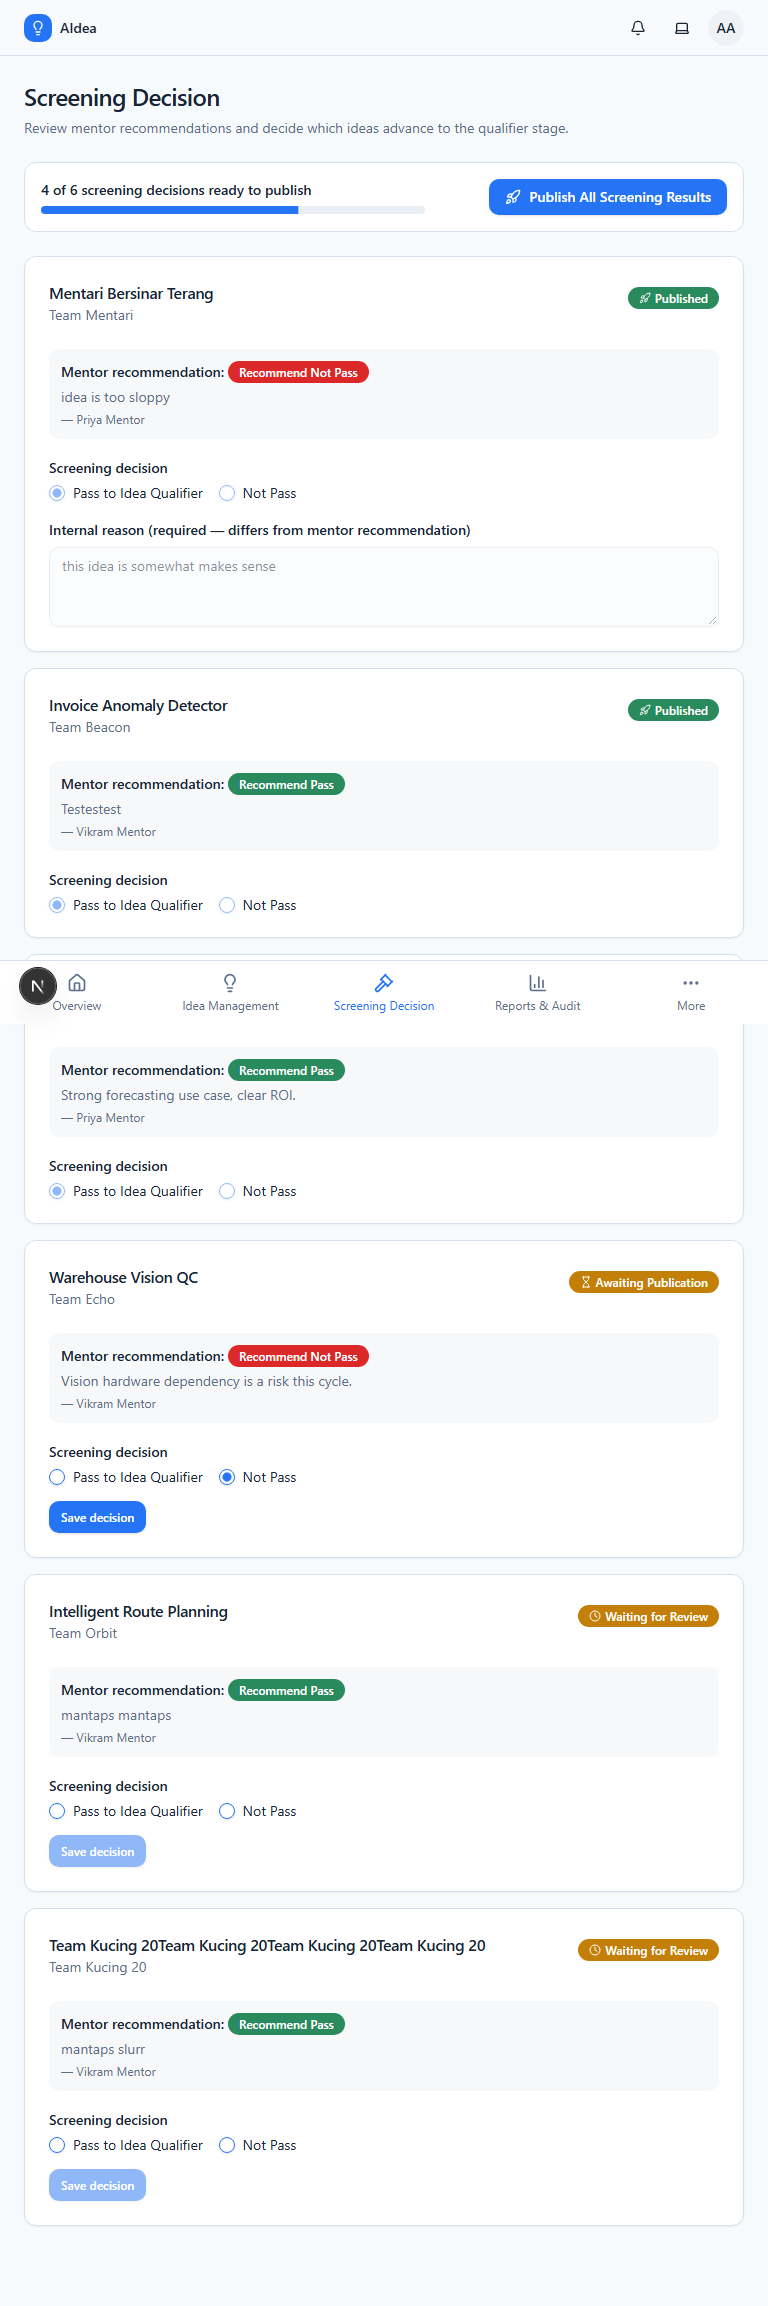 AIdea
AA
Screening Decision
Review mentor recommendations and decide which ideas advance to the qualifier stage.
4 of 6 screening decisions ready to publish
Publish All Screening Results
Mentari Bersinar Terang
Published
Team Mentari
Mentor recommendation: Recommend Not Pass
idea is too sloppy
— Priya Mentor
Screening decision
Pass to Idea Qualifier Not Pass
Internal reason (required — differs from mentor recommendation)
this idea is somewhat makes sense
Invoice Anomaly Detector
Published
Team Beacon
Mentor recommendation: Recommend Pass
Testestest
— Vikram Mentor
Screening decision
Pass to Idea Qualifier Not Pass
N
Overview Idea Management Screening Decision Reports & Audit More
Mentor recommendation: Recommend Pass
Strong forecasting use case, clear ROI.
— Priya Mentor
Screening decision
Pass to Idea Qualifier Not Pass
Warehouse Vision QC
Awaiting Publication
Team Echo
Mentor recommendation: Recommend Not Pass
Vision hardware dependency is a risk this cycle.
— Vikram Mentor
Screening decision
Pass to Idea Qualifier Not Pass
Save decision
Intelligent Route Planning
Waiting for Review
Team Orbit
Mentor recommendation: Recommend Pass
mantaps mantaps
— Vikram Mentor
Screening decision
Pass to Idea Qualifier Not Pass
Save decision
Team Kucing 20Team Kucing 20Team Kucing 20Team Kucing 20
Waiting for Review
Team Kucing 20
Mentor recommendation: Recommend Pass
mantaps slurr
— Vikram Mentor
Screening decision
Pass to Idea Qualifier Not Pass
Save decision